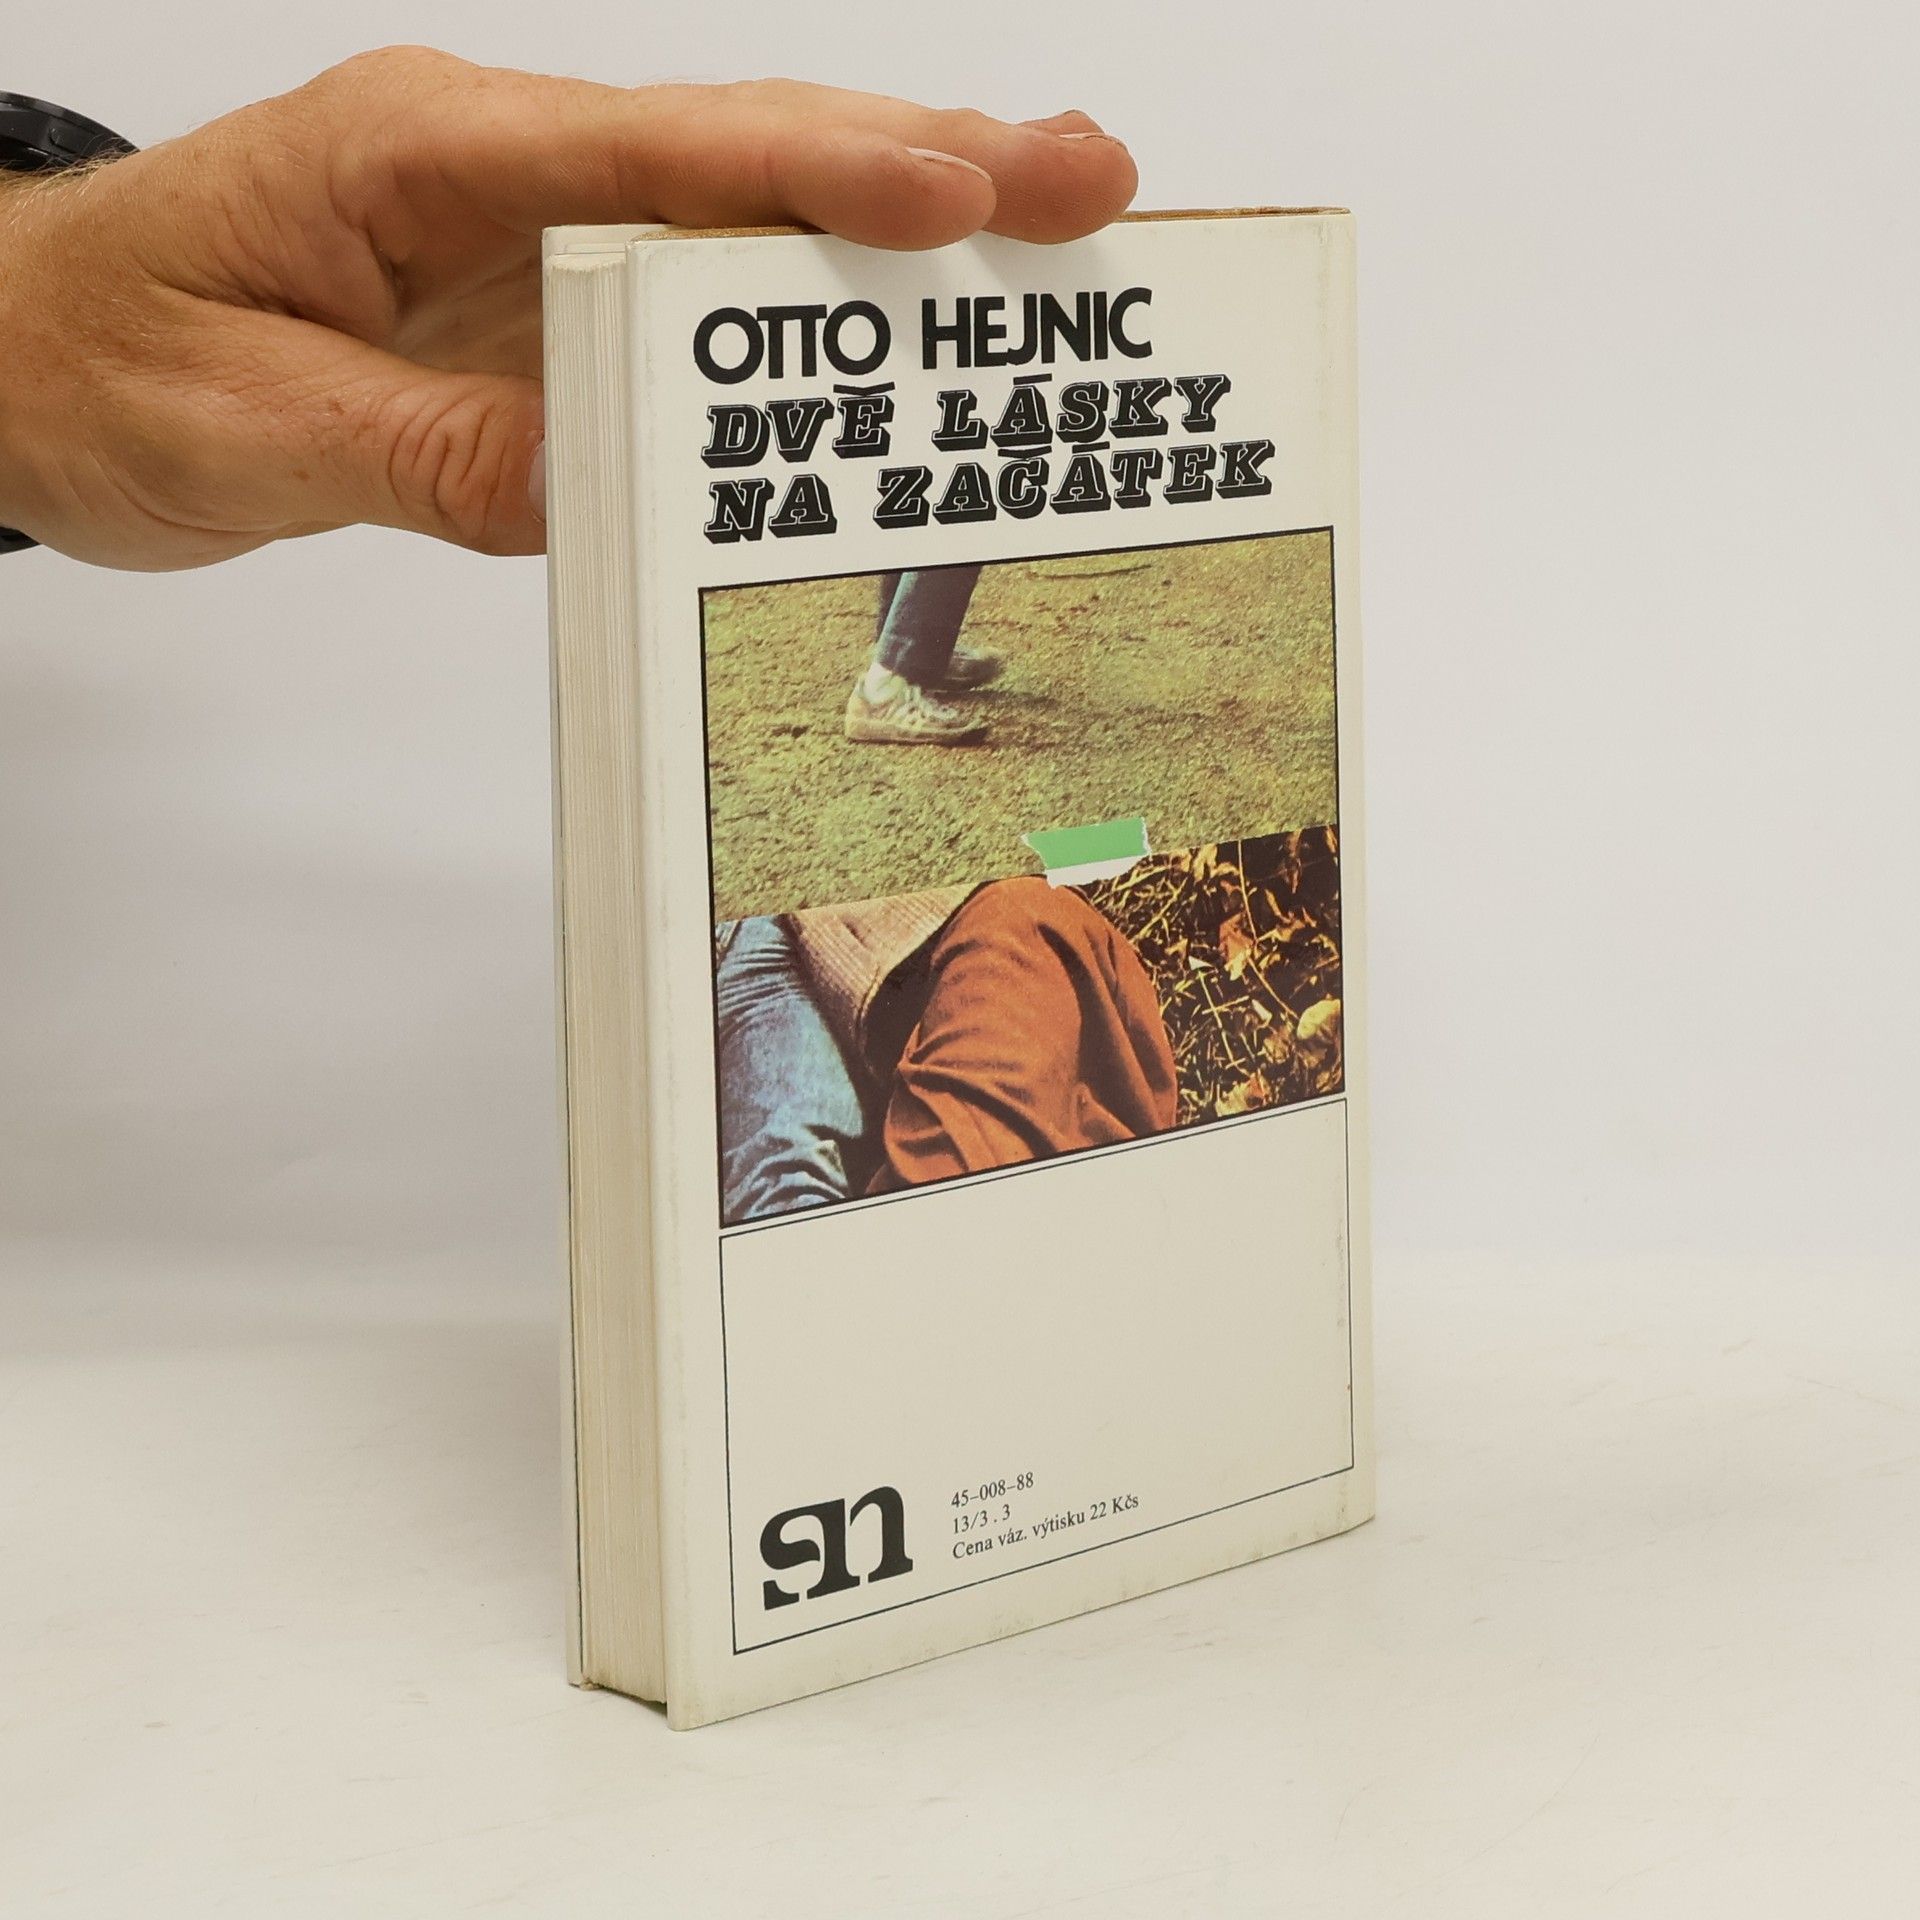 OTTO HEJNIC
DVĚ LÁSKY
NA ZAČÁTEK
sn
45-008-88
13/3 . 3
Cena váz. výtisku 22 Kčs